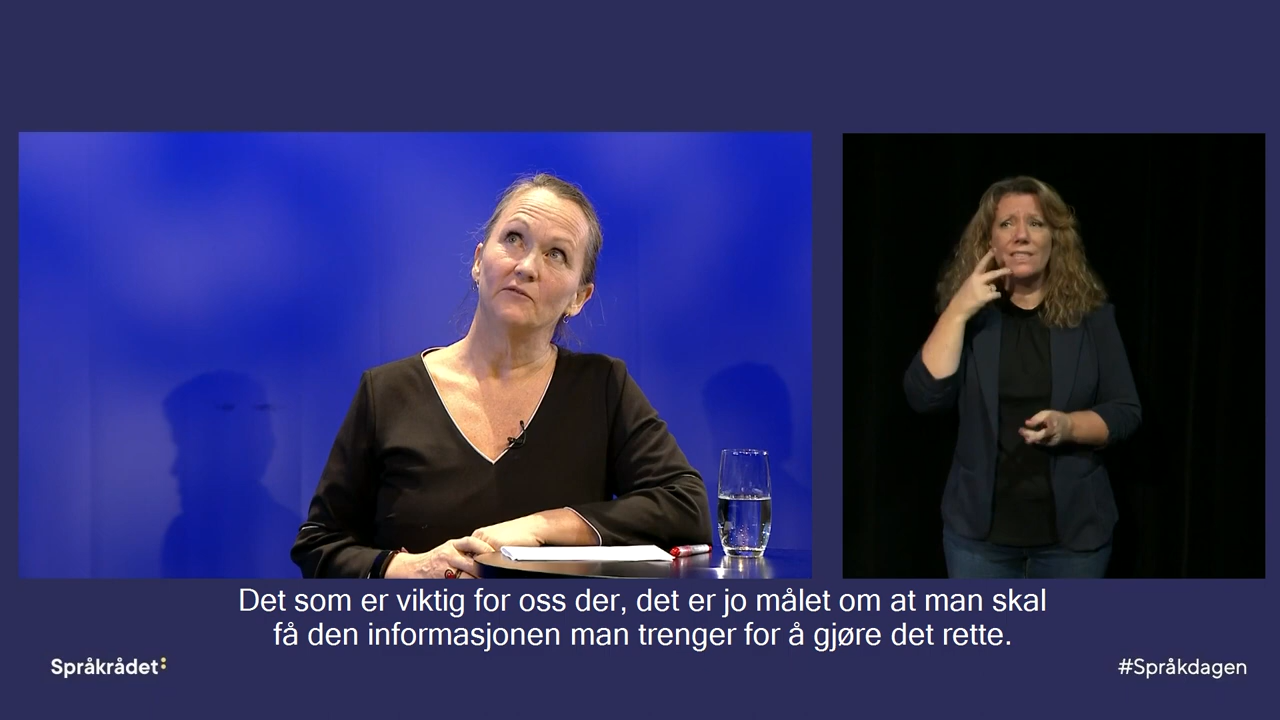 Det som er viktig for oss der, det er jo målet om at man skal
få den informasjonen man trenger for å gjøre det rette.
Språkrådet:
#Språkdagen